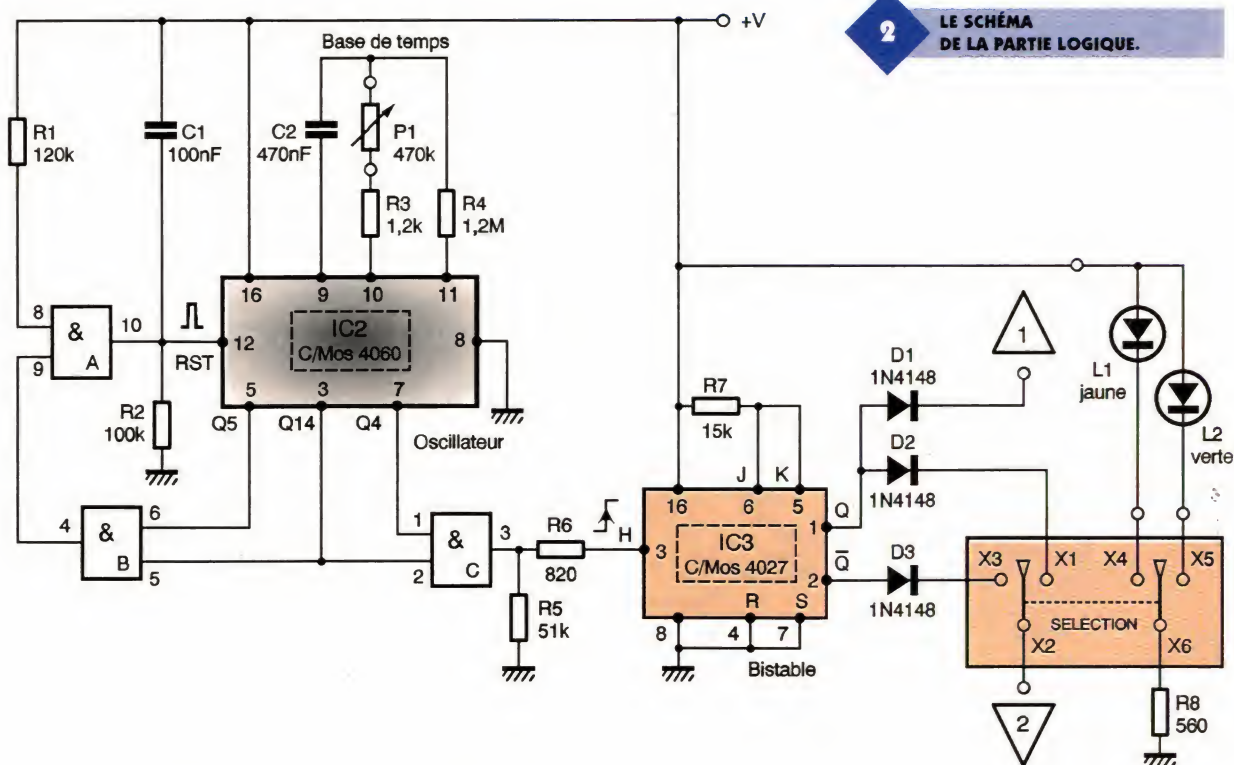 +V
2
LE SCHÉMA
DE LA PARTIE LOGIQUE.
Base de temps
R1
120k
C1
100nF
C2
470nF
P1
470k
R3
1,2k
R4
1,2M
8
&
A
10
9
RST
12
16
9
10
11
IC2
C/Mos 4060
8
5
3
7
Q5
Q14
Q4
Oscillateur
R2
100k
4
&
B
6
5
1
&
C
3
2
R6
820
H
R5
51k
R7
15k
J
K
16
6
5
3
IC3
C/Mos 4027
Q
1
Q̅
2
R
S
8
4
7
Bistable
D1
1N4148
D2
1N4148
D3
1N4148
1
L1
jaune
L2
verte
X3
X1
X4
X5
SELECTION
X2
X6
2
R8
560